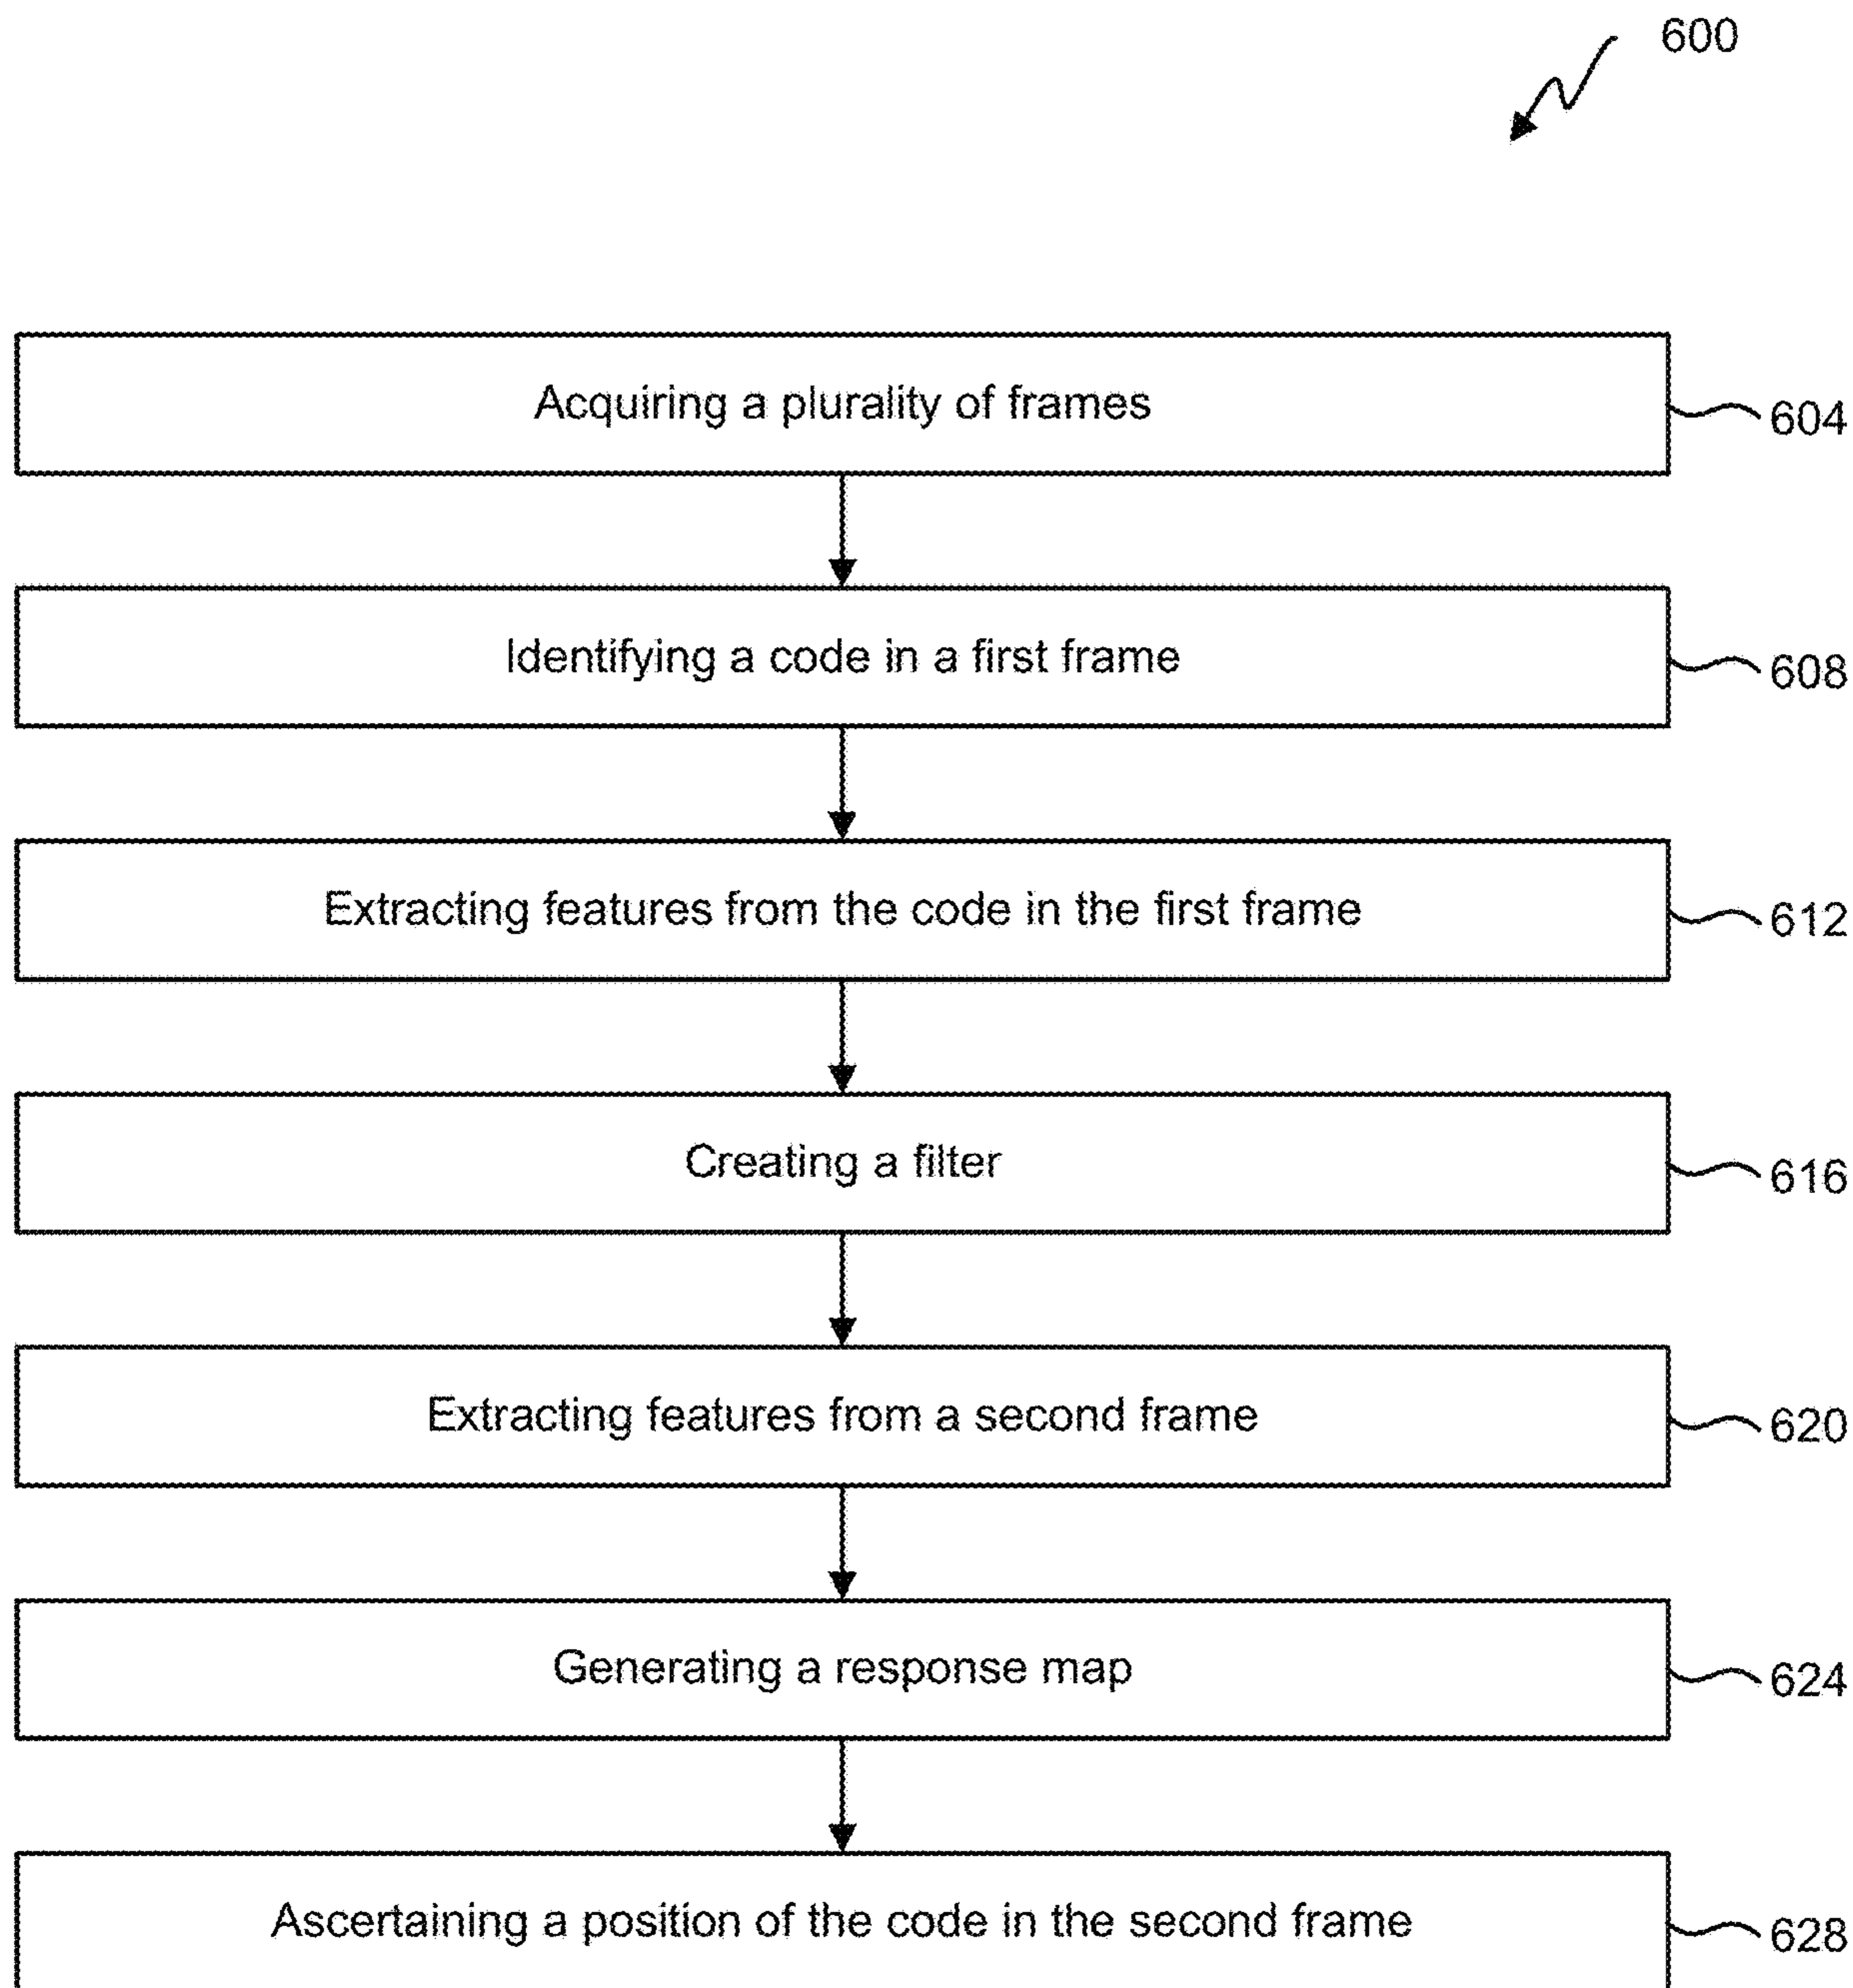 600
Acquiring a plurality of frames
604
Identifying a code in a first frame
608
Extracting features from the code in the first frame
612
Creating a filter
616
Extracting features from a second frame
620
Generating a response map
624
Ascertaining a position of the code in the second frame
628